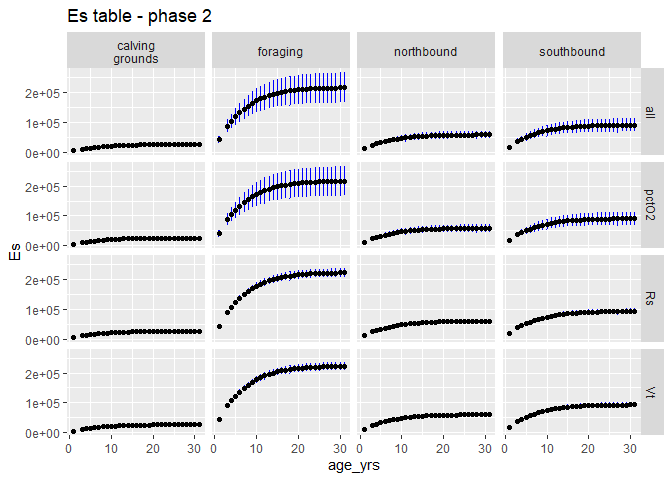 Es table - phase 2
calving
grounds
foraging
northbound
southbound
2e+05
1e+05
0e+00
all
2e+05
1e+05
0e+00
pctO2
2e+05
1e+05
0e+00
Rs
2e+05
1e+05
0e+00
Vt
Es
0 10 20 30
0 10 20 30
0 10 20 30
0 10 20 30
age_yrs